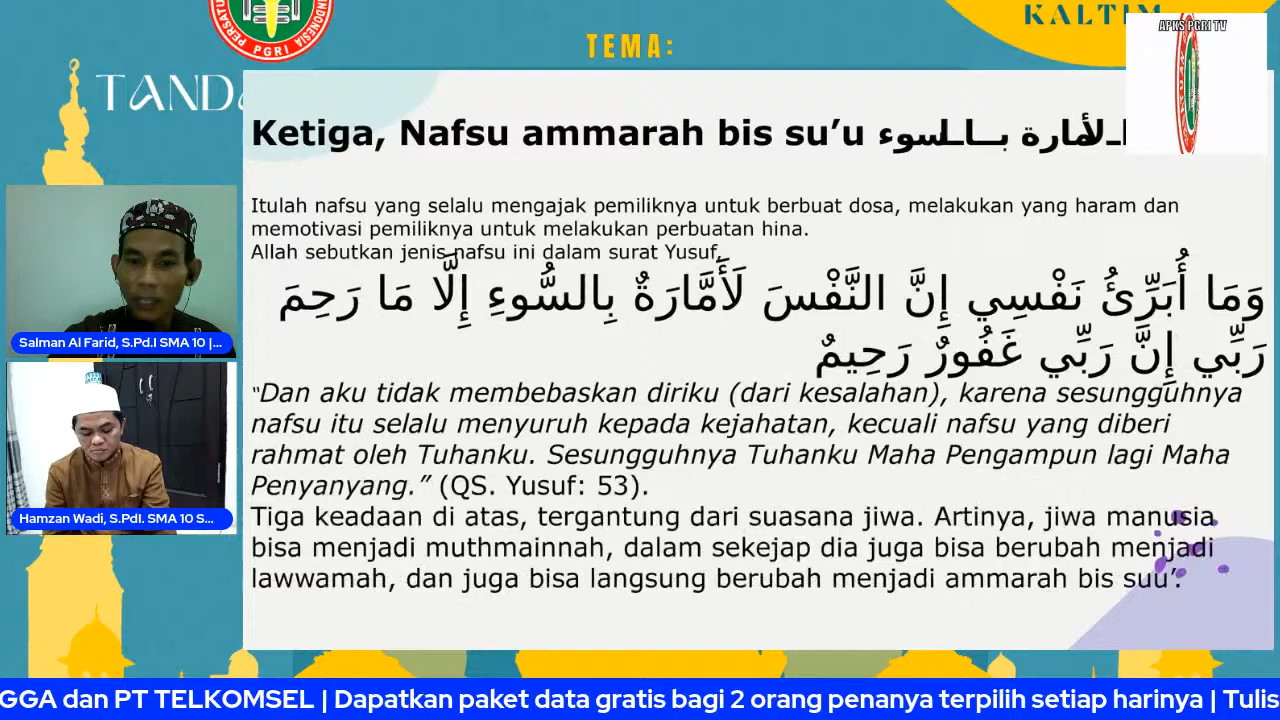 PGRI
INDONESIA
KALTIM
TEMA:
APKS PGRI TV
TANDA
Ketiga, Nafsu ammarah bis su’u الأمارة بالسوء
Itulah nafsu yang selalu mengajak pemiliknya untuk berbuat dosa, melakukan yang haram dan
memotivasi pemiliknya untuk melakukan perbuatan hina.
Allah sebutkan jenis nafsu ini dalam surat Yusuf,
وَمَا أُبَرِّئُ نَفْسِي إِنَّ النَّفْسَ لَأَمَّارَةٌ بِالسُّوءِ إِلَّا مَا رَحِمَ
رَبِّي إِنَّ رَبِّي غَفُورٌ رَحِيمٌ
“Dan aku tidak membebaskan diriku (dari kesalahan), karena sesungguhnya
nafsu itu selalu menyuruh kepada kejahatan, kecuali nafsu yang diberi
rahmat oleh Tuhanku. Sesungguhnya Tuhanku Maha Pengampun lagi Maha
Penyanyang.” (QS. Yusuf: 53).
Tiga keadaan di atas, tergantung dari suasana jiwa. Artinya, jiwa manusia
bisa menjadi muthmainnah, dalam sekejap dia juga bisa berubah menjadi
lawwamah, dan juga bisa langsung berubah menjadi ammarah bis suu’.
Salman Al Farid, S.Pd.I SMA 10 |...
Hamzan Wadi, S.PdI. SMA 10 S...
GGA dan PT TELKOMSEL | Dapatkan paket data gratis bagi 2 orang penanya terpilih setiap harinya | Tulis